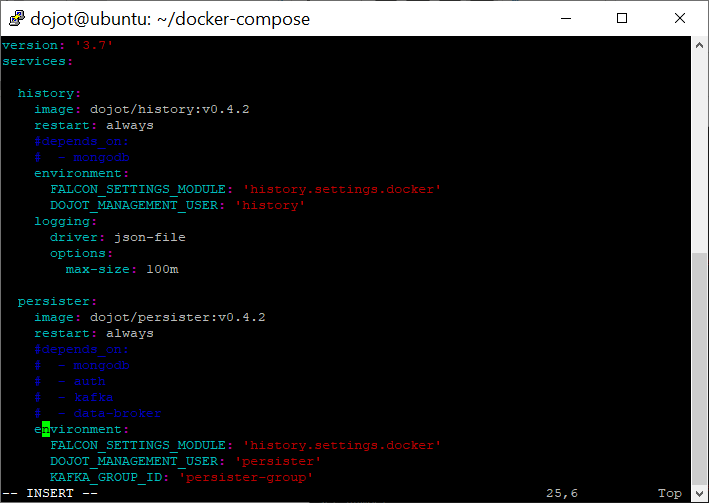 dojot@ubuntu: ~/docker-compose
version: '3.7'
services:
  history:
    image: dojot/history:v0.4.2
    restart: always
    #depends_on:
    #  - mongodb
    environment:
      FALCON_SETTINGS_MODULE: 'history.settings.docker'
      DOJOT_MANAGEMENT_USER: 'history'
    logging:
      driver: json-file
      options:
        max-size: 100m
  persister:
    image: dojot/persister:v0.4.2
    restart: always
    #depends_on:
    #  - mongodb
    #  - auth
    #  - kafka
    #  - data-broker
    environment:
      FALCON_SETTINGS_MODULE: 'history.settings.docker'
      DOJOT_MANAGEMENT_USER: 'persister'
      KAFKA_GROUP_ID: 'persister-group'
-- INSERT -- 25,6 Top